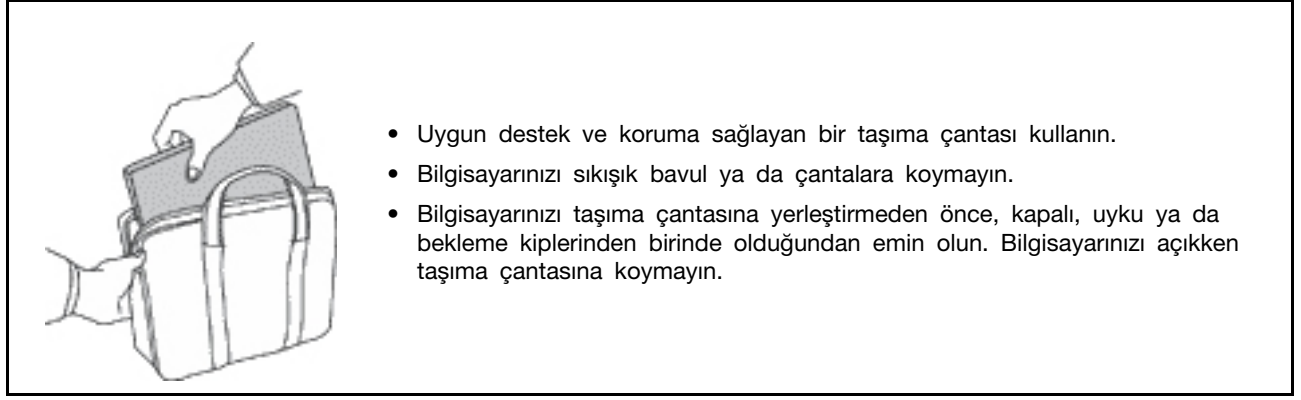 • Uygun destek ve koruma sağlayan bir taşıma çantası kullanın.
• Bilgisayarınızı sıkışık bavul ya da çantalara koymayın.
• Bilgisayarınızı taşıma çantasına yerleştirmeden önce, kapalı, uyku ya da
bekleme kiplerinden birinde olduğundan emin olun. Bilgisayarınızı açıkken
taşıma çantasına koymayın.